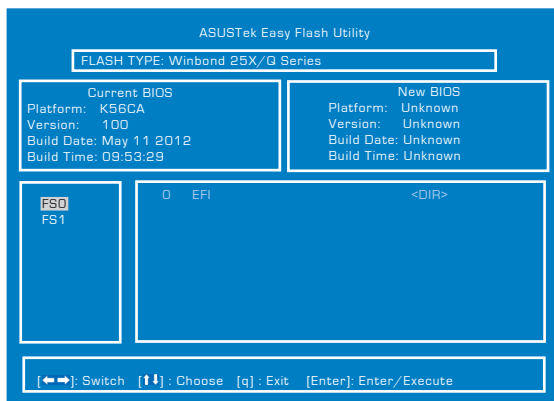 ASUSTek Easy Flash Utility
FLASH TYPE: Winbond 25X/Q Series
Current BIOS
Platform: K56CA
Version: 100
Build Date: May 11 2012
Build Time: 09:53:29
New BIOS
Platform: Unknown
Version: Unknown
Build Date: Unknown
Build Time: Unknown
FS0
FS1
0 EFI <DIR>
[←→]: Switch [↑↓] : Choose [q] : Exit [Enter]: Enter/Execute